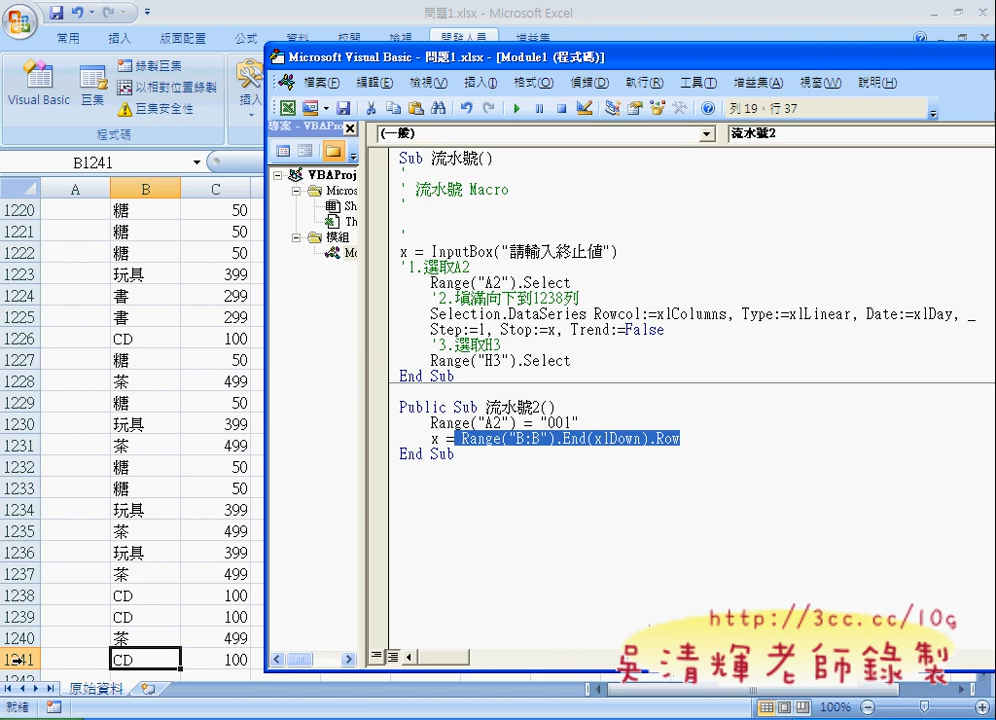 問題1.xlsx - Microsoft Excel
常用 插入 版面配置 公式 資料 校閱 檢視 開發人員 增益集
Visual Basic 巨集 錄製巨集
以相對位置錄製
巨集安全性
程式碼
插入
B1241
A B C
1220 糖 50
1221 糖 50
1222 糖 50
1223 玩具 399
1224 書 299
1225 書 299
1226 CD 100
1227 糖 50
1228 茶 499
1229 糖 50
1230 玩具 399
1231 茶 499
1232 糖 50
1233 糖 50
1234 玩具 399
1235 茶 499
1236 玩具 399
1237 茶 499
1238 CD 100
1239 CD 100
1240 茶 499
1241 CD 100
原始資料
就緒
100%
Microsoft Visual Basic - 問題1.xlsx - [Module1 (程式碼)]
檔案(F) 編輯(E) 檢視(V) 插入(I) 格式(O) 偵錯(D) 執行(R) 工具(T) 增益集(A) 視窗(W) 說明(H)
列 19，行 37
專案 - VBAPro
VBAProj
Micros
Sh
Th
模組
Mo
(一般) 流水號2
Sub 流水號()
'
' 流水號 Macro
'
'
x = InputBox("請輸入終止值")
'1.選取A2
Range("A2").Select
'2.填滿向下到1238列
Selection.DataSeries Rowcol:=xlColumns, Type:=xlLinear, Date:=xlDay, _
Step:=1, Stop:=x, Trend:=False
'3.選取H3
Range("H3").Select
End Sub
Public Sub 流水號2()
Range("A2") = "001"
x = Range("B:B").End(xlDown).Row
End Sub
http://3cc.cc/10g
吳清輝老師錄製